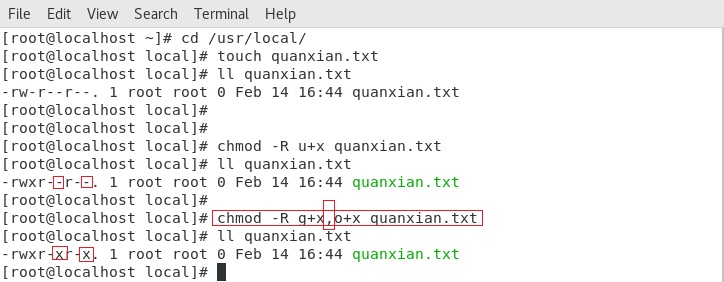 File Edit View Search Terminal Help
[root@localhost ~]# cd /usr/local/
[root@localhost local]# touch quanxian.txt
[root@localhost local]# ll quanxian.txt
-rw-r--r--. 1 root root 0 Feb 14 16:44 quanxian.txt
[root@localhost local]#
[root@localhost local]#
[root@localhost local]# chmod -R u+x quanxian.txt
[root@localhost local]# ll quanxian.txt
-rwxr--r--. 1 root root 0 Feb 14 16:44 quanxian.txt
[root@localhost local]#
[root@localhost local]# chmod -R g+x,o+x quanxian.txt
[root@localhost local]# ll quanxian.txt
-rwxr-xr-x. 1 root root 0 Feb 14 16:44 quanxian.txt
[root@localhost local]#